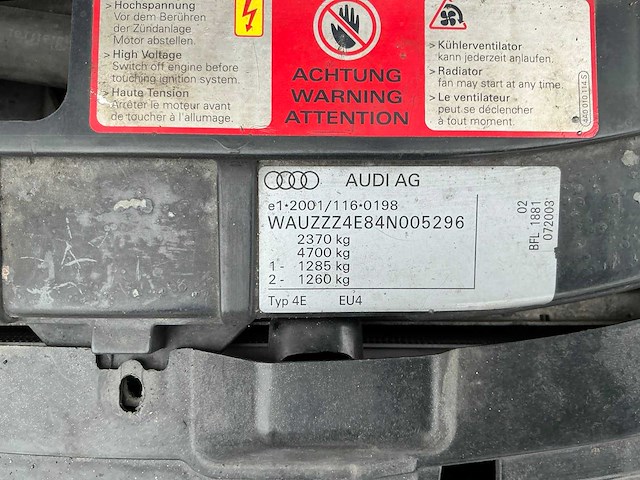 > Hochspannung
Vor dem Berühren
der Zündanlage
Motor abstellen.
> High Voltage
Switch off engine before
touching ignition system.
> Haute Tension
Arrêter le moteur avant
de toucher à l'allumage.
ACHTUNG
WARNING
ATTENTION
> Kühlerventilator
kann jederzeit anlaufen.
> Radiator
fan may start at any time.
> Le ventilateur
peut se déclencher
à tout moment.
4A0 010 114 S
AUDI AG
e1*2001/116*0198
WAUZZZ4E84N005296
2370 kg
4700 kg
1 - 1285 kg
2 - 1260 kg
Typ 4E EU4
02
BFL 1881
072003